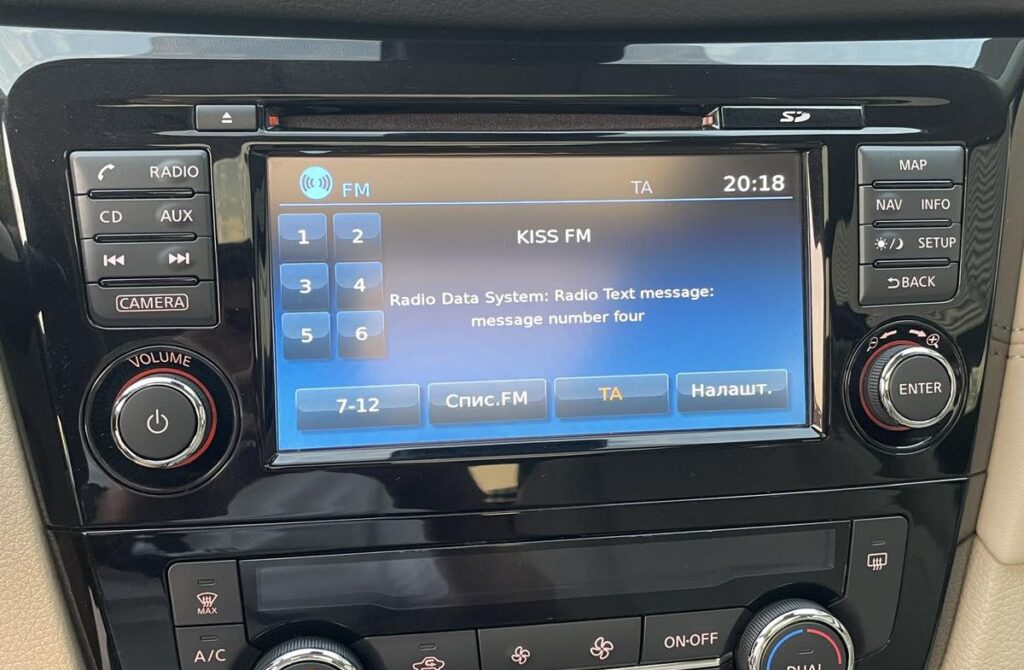 SD
RADIO
CD AUX
CAMERA
VOLUME
FM TA 20:18
1 2
KISS FM
3 4
Radio Data System: Radio Text message:
message number four
5 6
7-12 Спис.FM TA Налашт.
MAP
NAV INFO
SETUP
BACK
ENTER
MAX
A/C
ON·OFF
DUAL